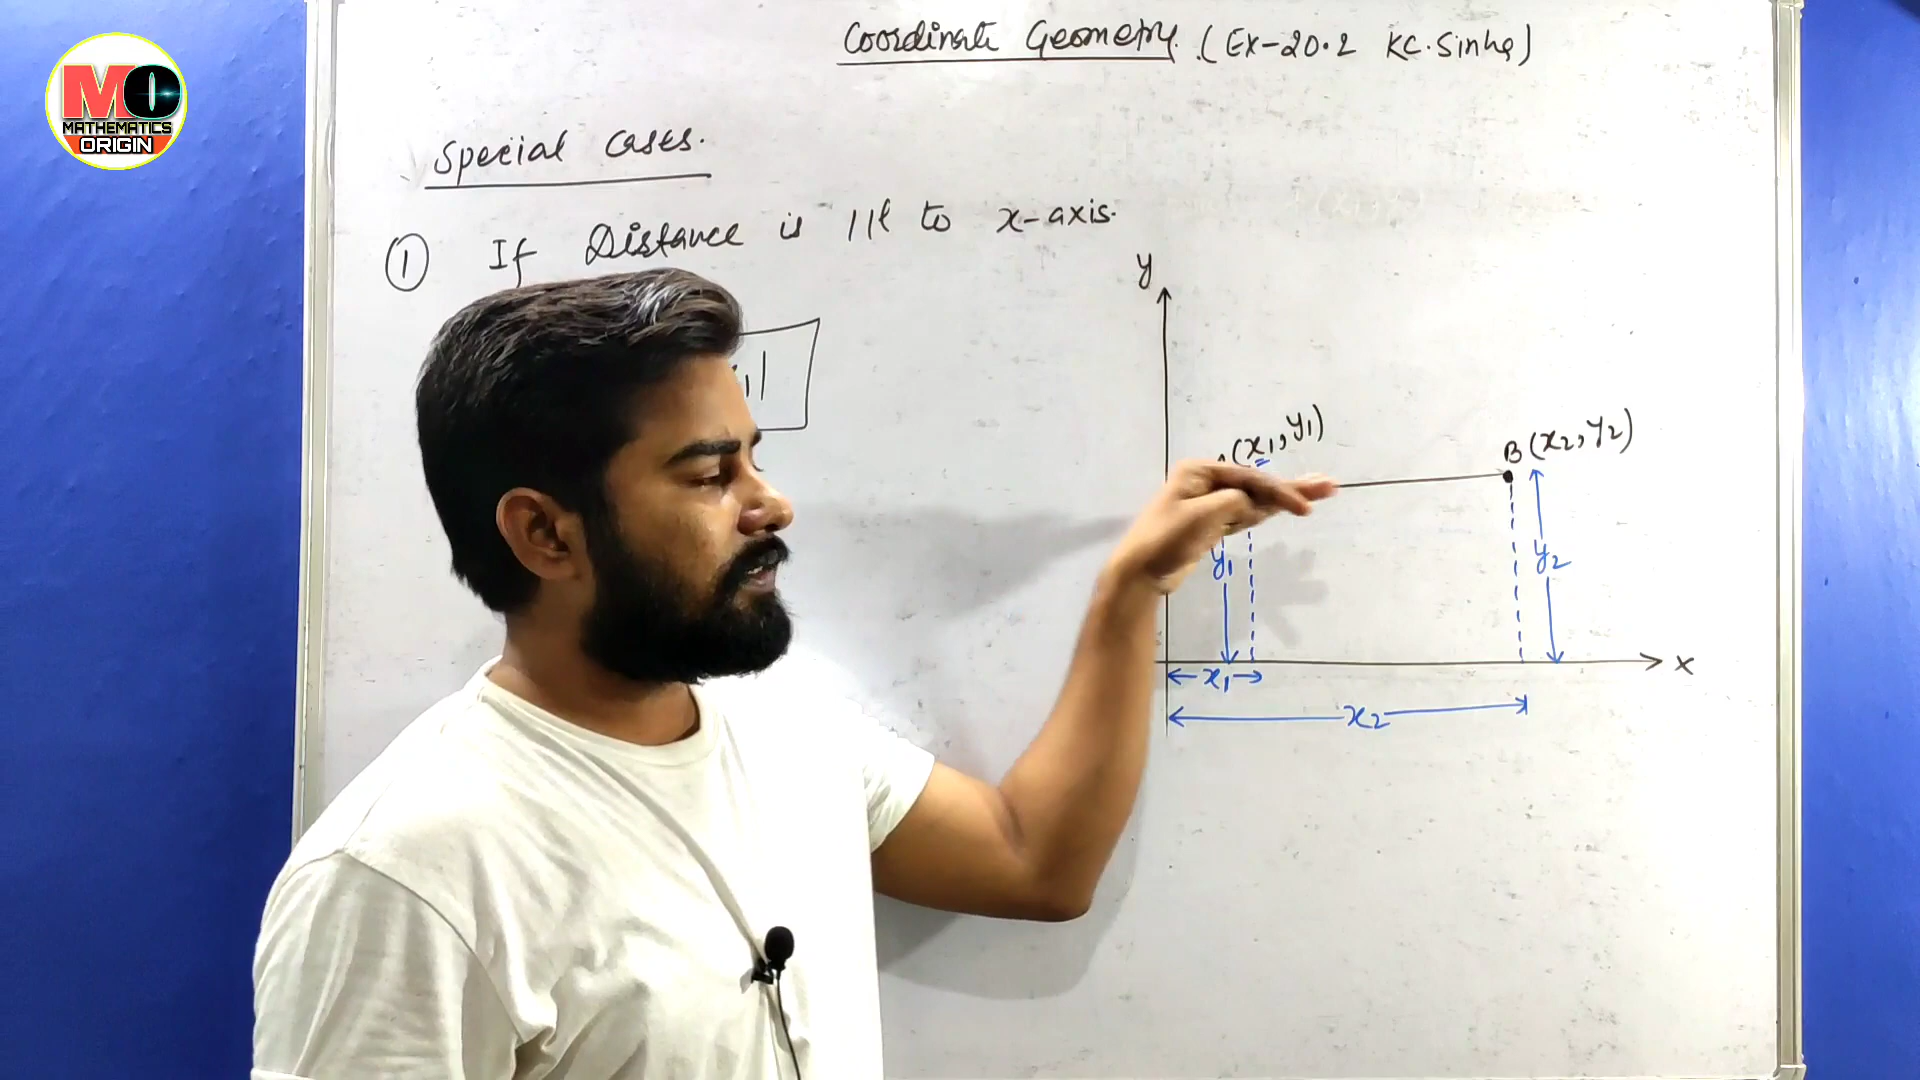 MO
MATHEMATICS
ORIGIN
Coordinate Geometry. (Ex-20.2 KC.Sinha)
Special Cases.
① If Distance is ||l to x-axis.
y
(x₁, y₁)
B (x₂, y₂)
y₁
y₂
x₁
x
x₂